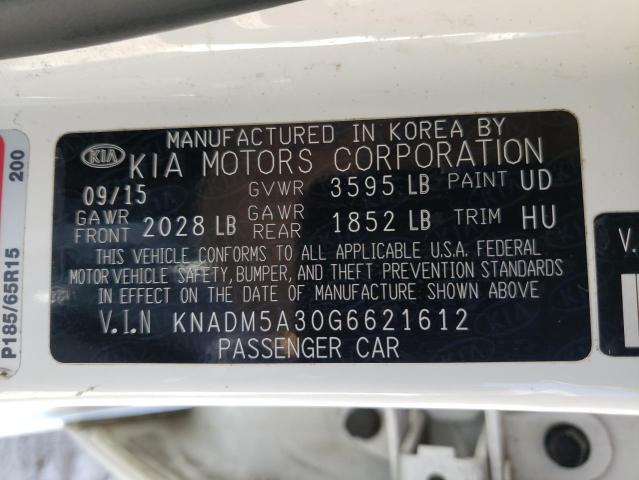 MANUFACTURED IN KOREA BY
KIA KIA MOTORS CORPORATION
09/15 GVWR 3595 LB PAINT UD
GAWR FRONT 2028 LB GAWR REAR 1852 LB TRIM HU
THIS VEHICLE CONFORMS TO ALL APPLICABLE U.S.A. FEDERAL
MOTOR VEHICLE SAFETY, BUMPER, AND THEFT PREVENTION STANDARDS
IN EFFECT ON THE DATE OF MANUFACTURE SHOWN ABOVE
V.I.N KNADM5A30G6621612
PASSENGER CAR
P185/65R15 200
V.